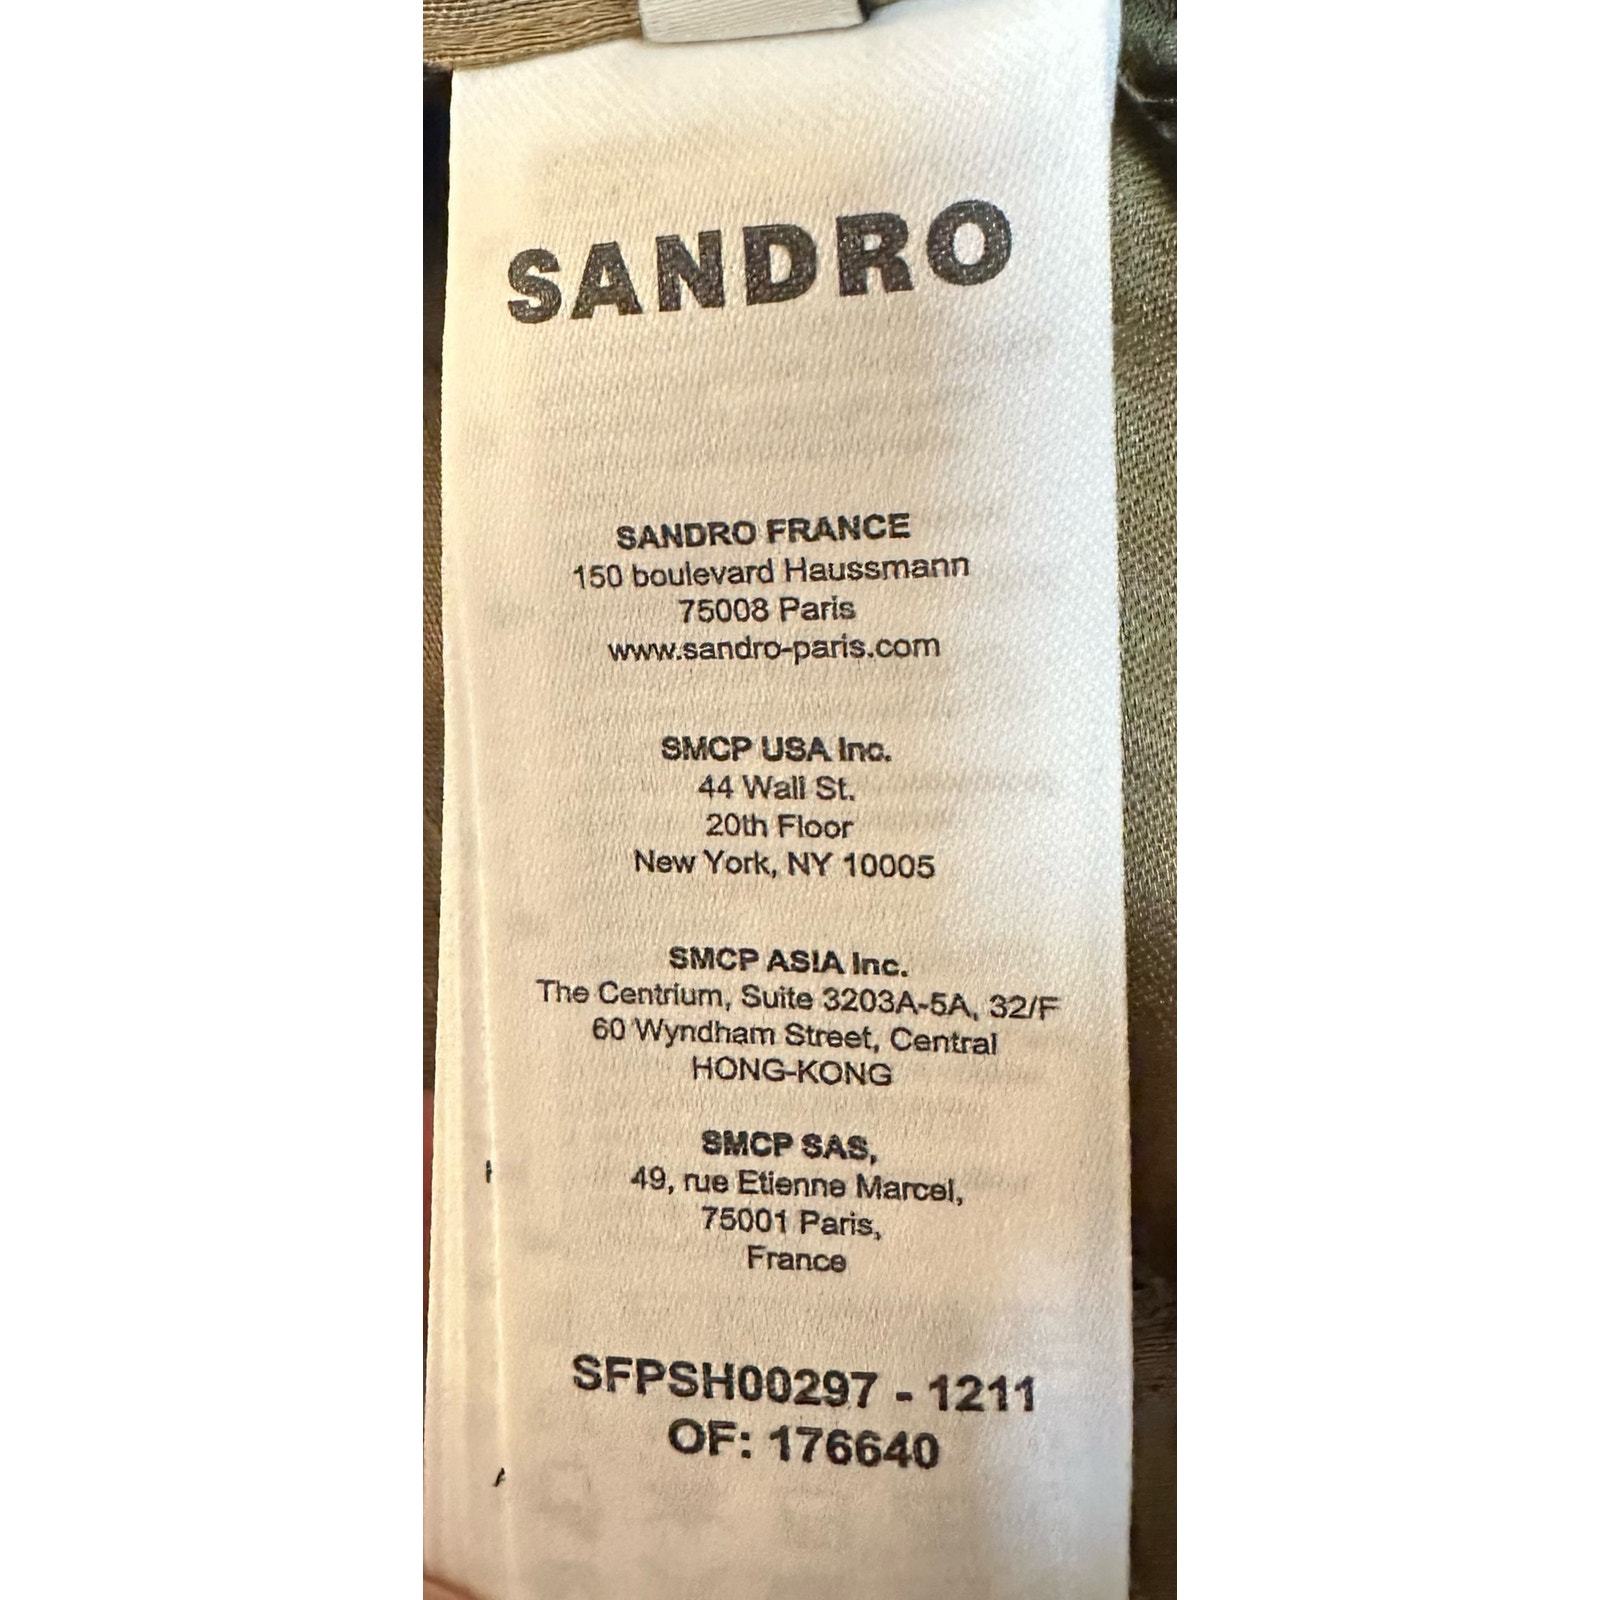 SANDRO
SANDRO FRANCE
150 boulevard Haussmann
75008 Paris
www.sandro-paris.com
SMCP USA Inc.
44 Wall St.
20th Floor
New York, NY 10005
SMCP ASIA Inc.
The Centrium, Suite 3203A-5A, 32/F
60 Wyndham Street, Central
HONG-KONG
SMCP SAS,
49, rue Etienne Marcel,
75001 Paris,
France
SFPSH00297 - 1211
OF: 176640